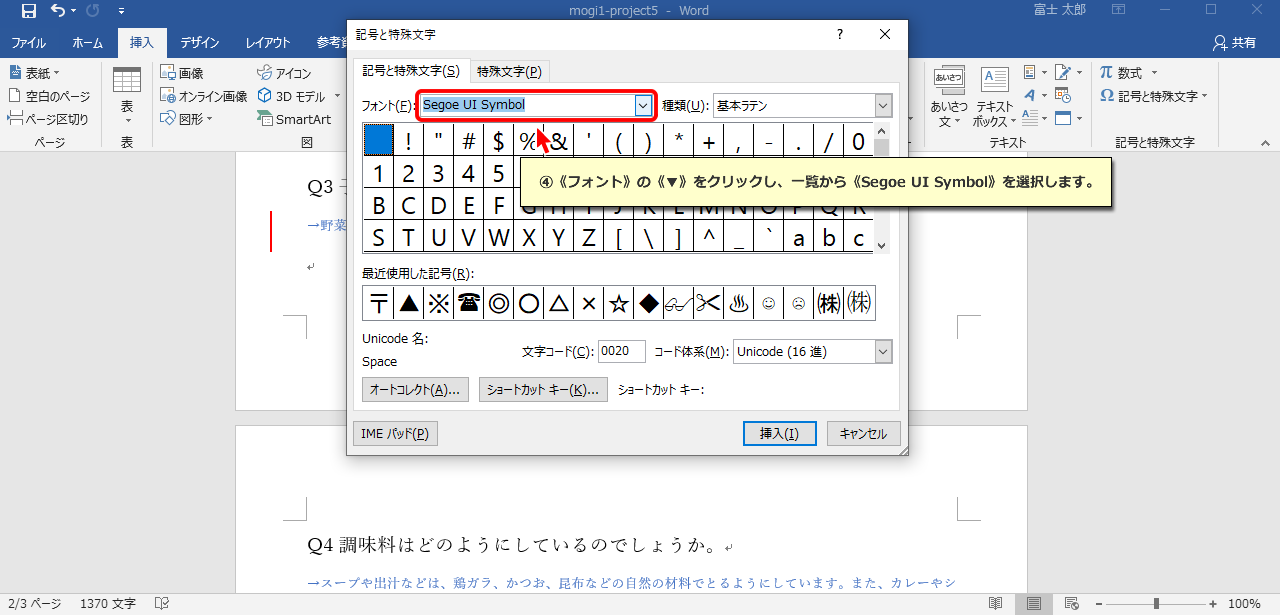 mogi1-project5 - Word
富士 太郎
ファイル ホーム 挿入 デザイン レイアウト 参考資
共有
表紙
空白のページ
ページ区切り
ページ
表
表
画像
オンライン画像
図形
アイコン
3D モデル
SmartArt
図
あいさつ
あいさつ文
テキスト ボックス
テキスト
数式
記号と特殊文字
記号と特殊文字
記号と特殊文字
?
記号と特殊文字(S) 特殊文字(P)
フォント(F): Segoe UI Symbol 種類(U): 基本ラテン
! " # $ % & ' ( ) * + , - . / 0
1 2 3 4 5
④《フォント》の《▼》をクリックし、一覧から《Segoe UI Symbol》を選択します。
B C D E F G H I J K L M N O P Q R
S T U V W X Y Z [ \ ] ^ _ ` a b c
最近使用した記号(R):
〒 ▲ ※ ☎ ◎ ○ △ × ☆ ◆ 👓 ✂ ♨ ☺ ☹ ㈱ ㈱
Unicode 名:
Space
文字コード(C): 0020 コード体系(M): Unicode (16 進)
オートコレクト(A)... ショートカット キー(K)... ショートカット キー:
IME パッド(P) 挿入(I) キャンセル
Q3
→野菜
Q4 調味料はどのようにしているのでしょうか。
→スープや出汁などは、鶏ガラ、かつお、昆布などの自然の材料でとるようにしています。また、カレーやシ
2/3 ページ 1370 文字 100%